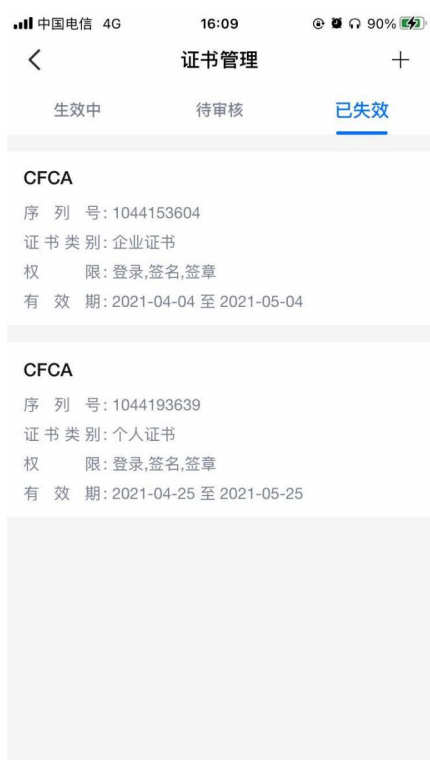 中国电信 4G 16:09 90%
证书管理
生效中 待审核 已失效
CFCA
序列号: 1044153604
证书类别: 企业证书
权限: 登录,签名,签章
有效期: 2021-04-04 至 2021-05-04
CFCA
序列号: 1044193639
证书类别: 个人证书
权限: 登录,签名,签章
有效期: 2021-04-25 至 2021-05-25